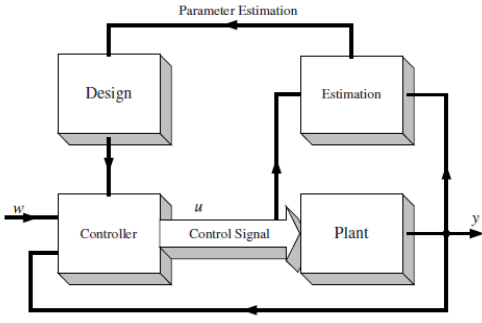 Parameter Estimation
Design
Estimation
w
u
y
Controller
Control Signal
Plant